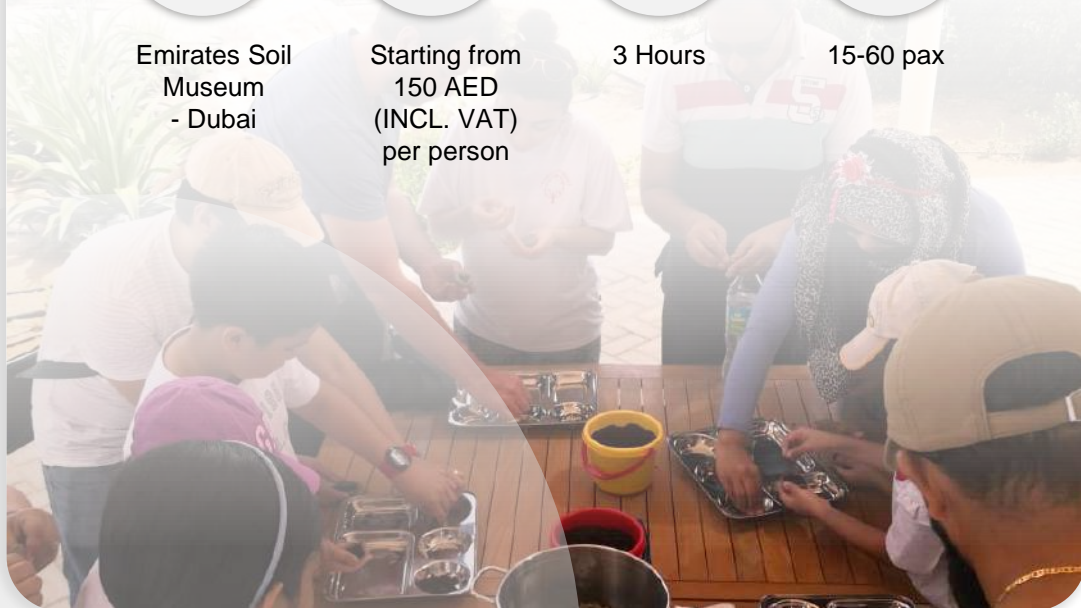 Emirates Soil
Museum
- Dubai
Starting from
150 AED
(INCL. VAT)
per person
3 Hours
15-60 pax